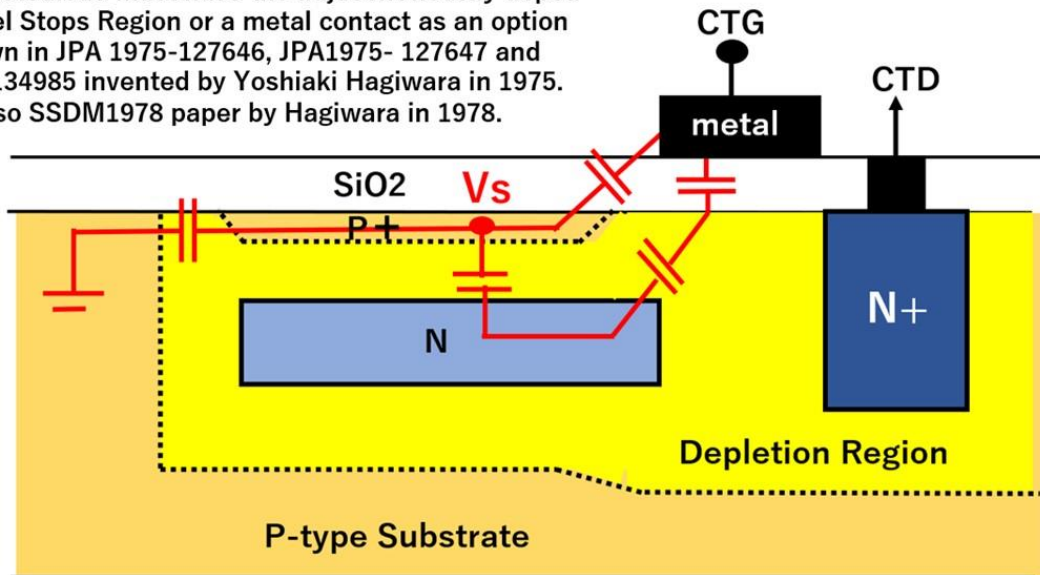 el Stops Region or a metal contact as an option
n in JPA 1975-127646, JPA1975- 127647 and
134985 invented by Yoshiaki Hagiwara in 1975.
so SSDM1978 paper by Hagiwara in 1978.
CTG
CTD
metal
SiO2
Vs
P+
N
N+
Depletion Region
P-type Substrate